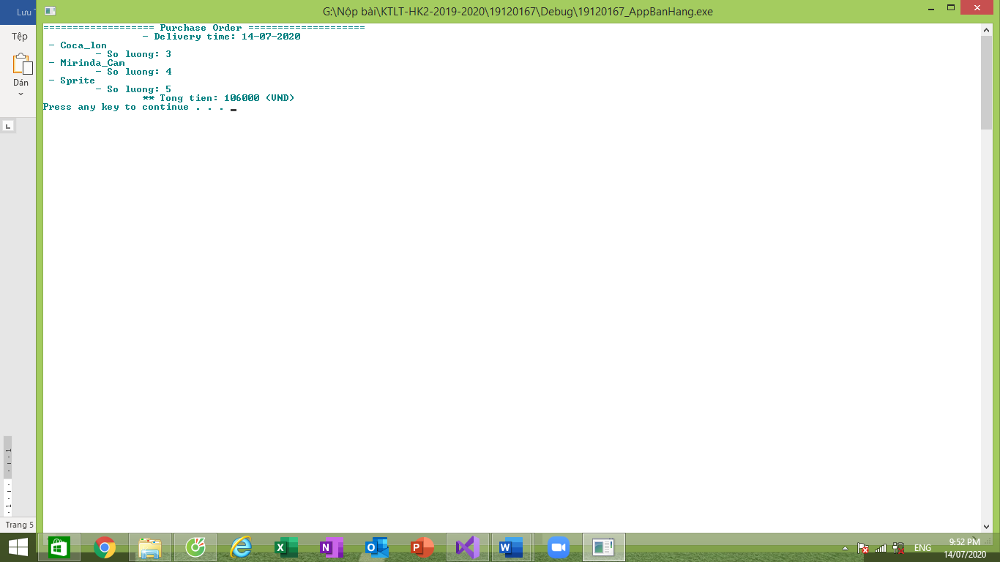 Lưu
G:\Nộp bài\KTLT-HK2-2019-2020\19120167\Debug\19120167_AppBanHang.exe
Tệp
Dán
=================== Purchase Order ====================
- Delivery time: 14-07-2020
- Coca_lon
- So luong: 3
- Mirinda_Cam
- So luong: 4
- Sprite
- So luong: 5
** Tong tien: 106000 (VND)
Press any key to continue . . .
Trang 5
ENG
9:52 PM
14/07/2020